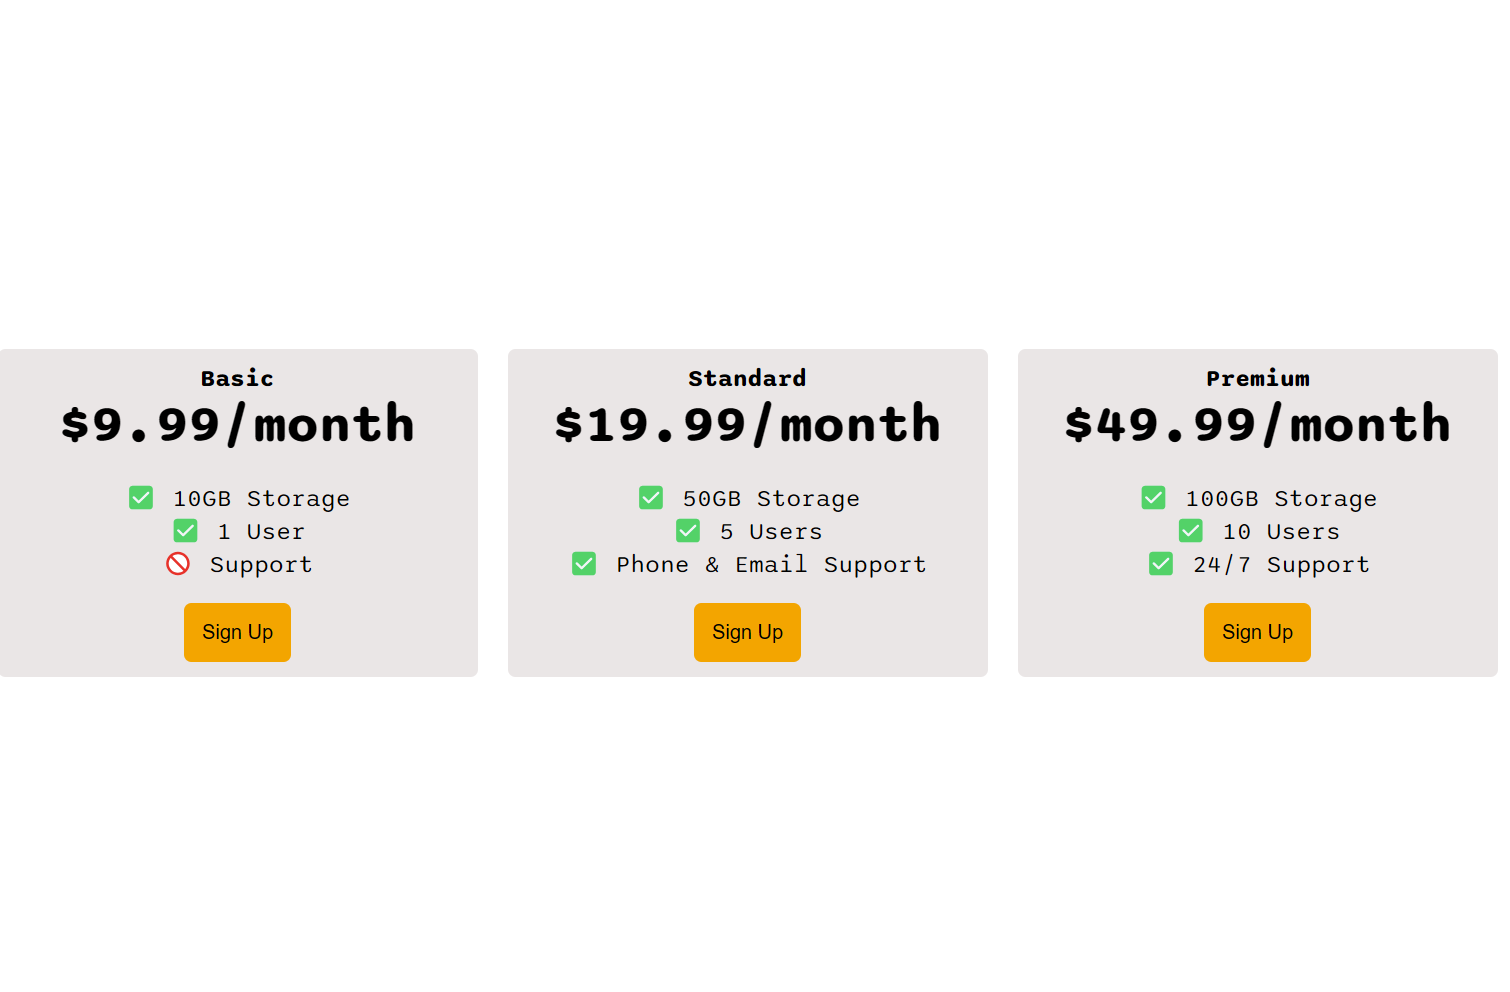 Basic
$9.99/month
✅ 10GB Storage
✅ 1 User
🚫 Support
Sign Up
Standard
$19.99/month
✅ 50GB Storage
✅ 5 Users
✅ Phone & Email Support
Sign Up
Premium
$49.99/month
✅ 100GB Storage
✅ 10 Users
✅ 24/7 Support
Sign Up